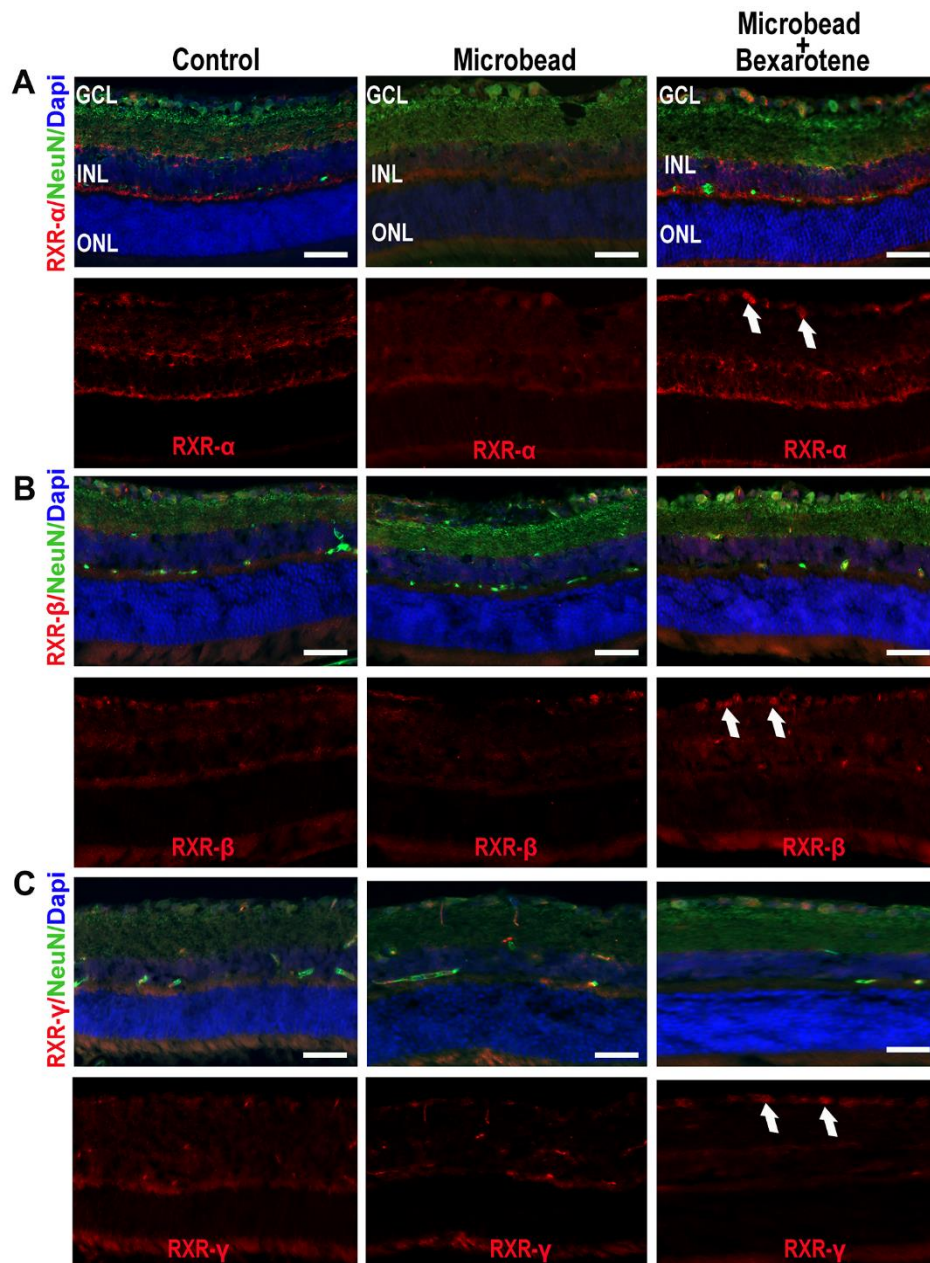 Control
Microbead
Microbead
+
Bexarotene
A
RXR-α/NeuN/Dapi
GCL
INL
ONL
GCL
INL
ONL
GCL
INL
ONL
RXR-α
RXR-α
RXR-α
B
RXR-β/NeuN/Dapi
RXR-β
RXR-β
RXR-β
C
RXR-γ/NeuN/Dapi
RXR-γ
RXR-γ
RXR-γ